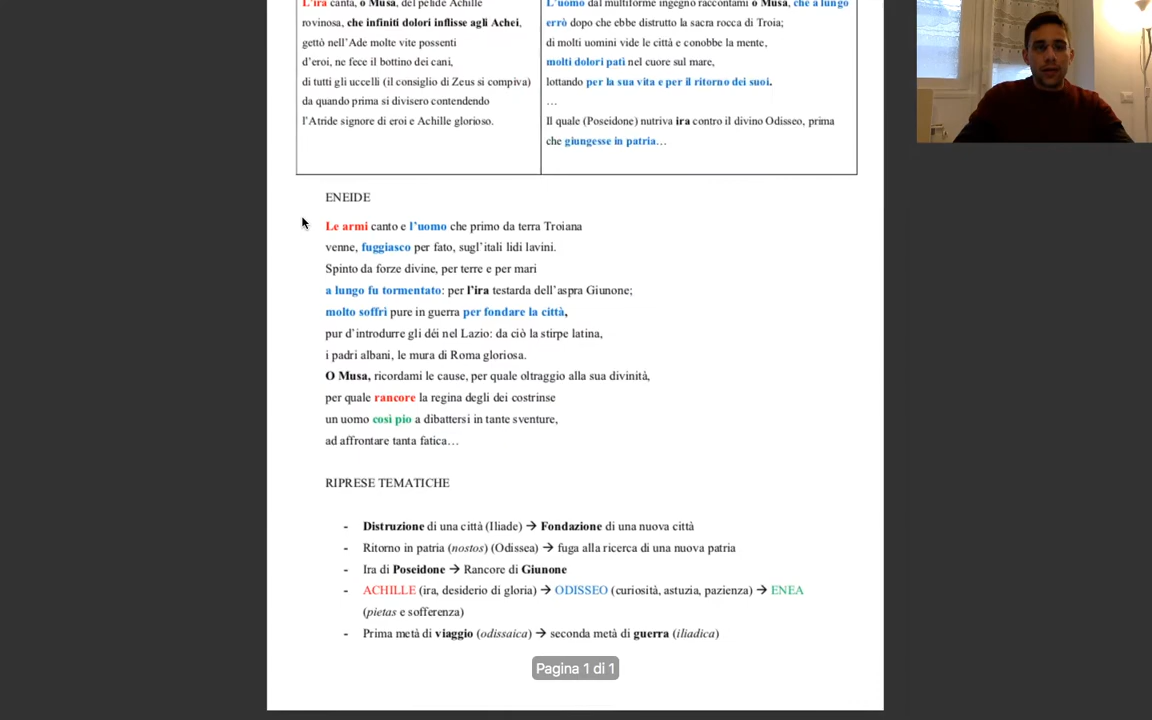 L'ira canta, o Musa, del pelide Achille
rovinosa, che infiniti dolori inflisse agli Achei,
gettò nell'Ade molte vite possenti
d'eroi, ne fece il bottino dei cani,
di tutti gli uccelli (il consiglio di Zeus si compiva)
da quando prima si divisero contendendo
l'Atride signore di eroi e Achille glorioso.
L'uomo dal multiforme ingegno raccontami o Musa, che a lungo
errò dopo che ebbe distrutto la sacra rocca di Troia;
di molti uomini vide le città e conobbe la mente,
molti dolori patì nel cuore sul mare,
lottando per la sua vita e per il ritorno dei suoi.
…
Il quale (Poseidone) nutriva ira contro il divino Odisseo, prima
che giungesse in patria…
ENEIDE
Le armi canto e l'uomo che primo da terra Troiana
venne, fuggiasco per fato, sugl'itali lidi lavini.
Spinto da forze divine, per terre e per mari
a lungo fu tormentato: per l'ira testarda dell'aspra Giunone;
molto soffrì pure in guerra per fondare la città,
pur d'introdurre gli dèi nel Lazio: da ciò la stirpe latina,
i padri albani, le mura di Roma gloriosa.
O Musa, ricordami le cause, per quale oltraggio alla sua divinità,
per quale rancore la regina degli dei costrinse
un uomo così pio a dibattersi in tante sventure,
ad affrontare tanta fatica…
RIPRESE TEMATICHE
- Distruzione di una città (Iliade) → Fondazione di una nuova città
- Ritorno in patria (nostos) (Odissea) → fuga alla ricerca di una nuova patria
- Ira di Poseidone → Rancore di Giunone
- ACHILLE (ira, desiderio di gloria) → ODISSEO (curiosità, astuzia, pazienza) → ENEA
(pietas e sofferenza)
- Prima metà di viaggio (odissaica) → seconda metà di guerra (iliadica)
Pagina 1 di 1